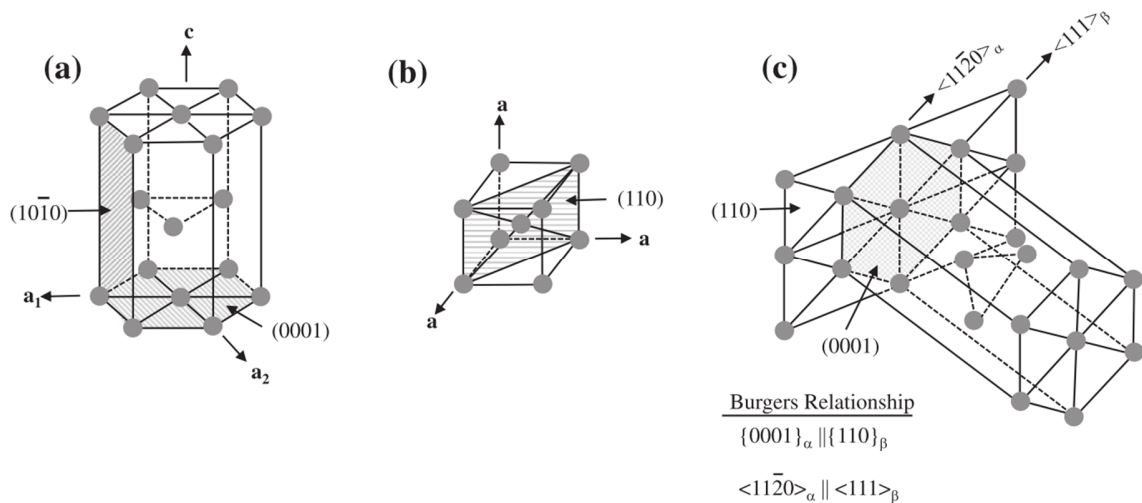 (a)
c
(101̄0)
a₁
(0001)
a₂
(b)
a
(110)
a
a
(c)
<112̄0>α
<111>β
(110)
(0001)
Burgers Relationship
{0001}α ||{110}β
<112̄0>α || <111>β